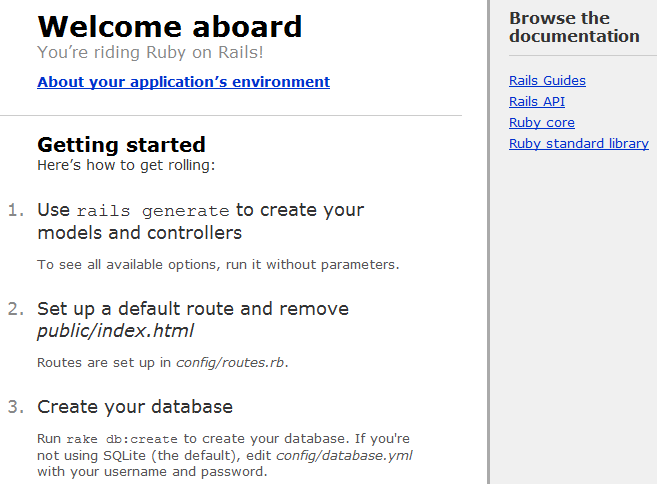 Welcome aboard
You’re riding Ruby on Rails!
About your application’s environment
Getting started
Here’s how to get rolling:
1. Use rails generate to create your
models and controllers
To see all available options, run it without parameters.
2. Set up a default route and remove
public/index.html
Routes are set up in config/routes.rb.
3. Create your database
Run rake db:create to create your database. If you're
not using SQLite (the default), edit config/database.yml
with your username and password.
Browse the
documentation
Rails Guides
Rails API
Ruby core
Ruby standard library